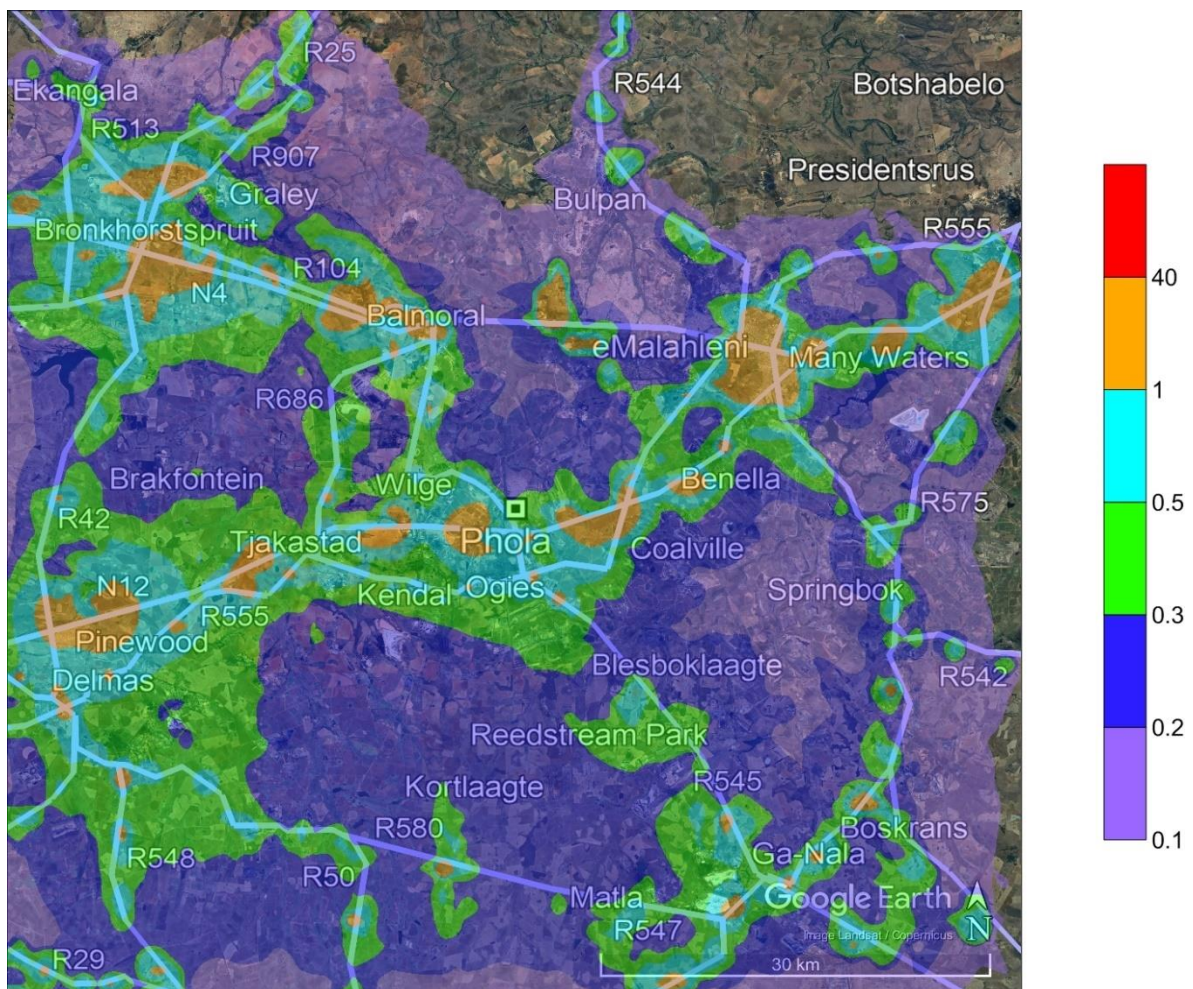 R25
R544
Botshabelo
Ekangala
R513
R907
Presidentsrus
Graley
Bulpan
R555
Bronkhorstspruit
R104
N4
Balmoral
eMalahleni
Many Waters
R686
Brakfontein
Wilge
Benella
R575
R42
Tjakastad
Phola
Coalville
N12
Kendal
Ogies
Springbok
R555
Pinewood
Blesboklaagte
R542
Delmas
Reedstream Park
R545
Kortlaagte
R580
Boskrans
R548
Ga-Nala
R50
Matla
Google Earth
R547
Image Landsat / Copernicus
N
R29
30 km
40
1
0.5
0.3
0.2
0.1